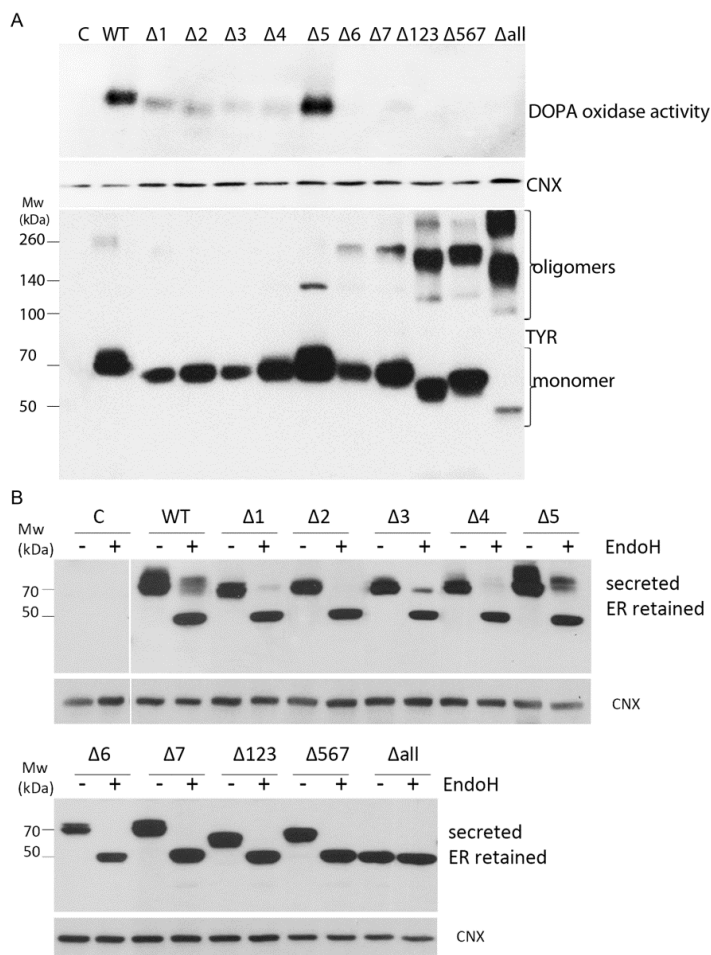 A
C WT Δ1 Δ2 Δ3 Δ4 Δ5 Δ6 Δ7 Δ123 Δ567 Δall
DOPA oxidase activity
CNX
Mw
(kDa)
260
oligomers
140
100
TYR
70
monomer
50
B
C WT Δ1 Δ2 Δ3 Δ4 Δ5
Mw
(kDa)
- + - + - + - + - + - + - + EndoH
70 secreted
50 ER retained
CNX
Δ6 Δ7 Δ123 Δ567 Δall
Mw
(kDa)
- + - + - + - + - + EndoH
70 secreted
50 ER retained
CNX